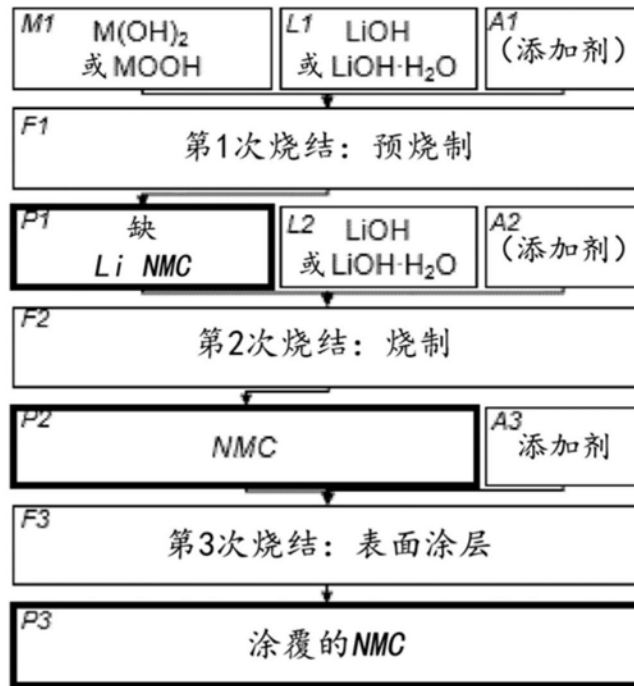 M1
M(OH)₂
或 MOOH
L1
LiOH
或 LiOH·H₂O
A1
(添加剂)
F1
第1次烧结: 预烧制
P1
缺
Li NMC
L2
LiOH
或 LiOH·H₂O
A2
(添加剂)
F2
第2次烧结: 烧制
P2
NMC
A3
添加剂
F3
第3次烧结: 表面涂层
P3
涂覆的NMC